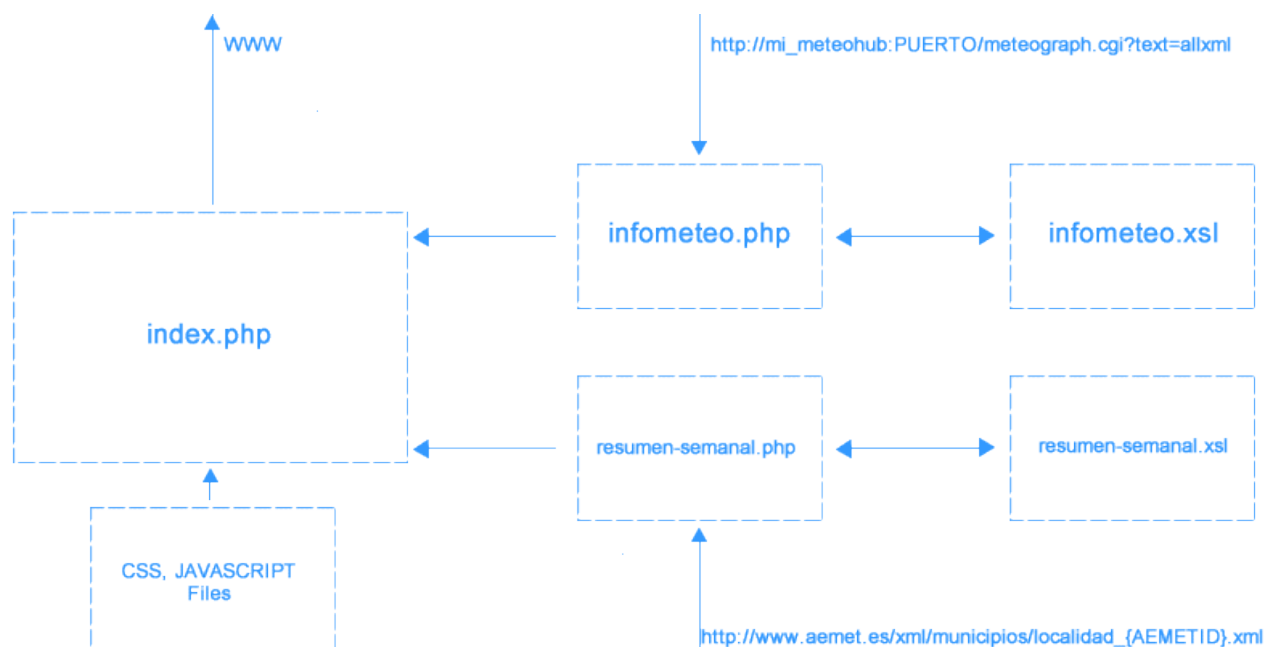 WWW
http://mi_meteohub:PUERTO/meteograph.cgi?text=allxml
infometeo.php
infometeo.xsl
index.php
resumen-semanal.php
resumen-semanal.xsl
CSS, JAVASCRIPT
Files
http://www.aemet.es/xml/municipios/localidad_{AEMETID}.xml